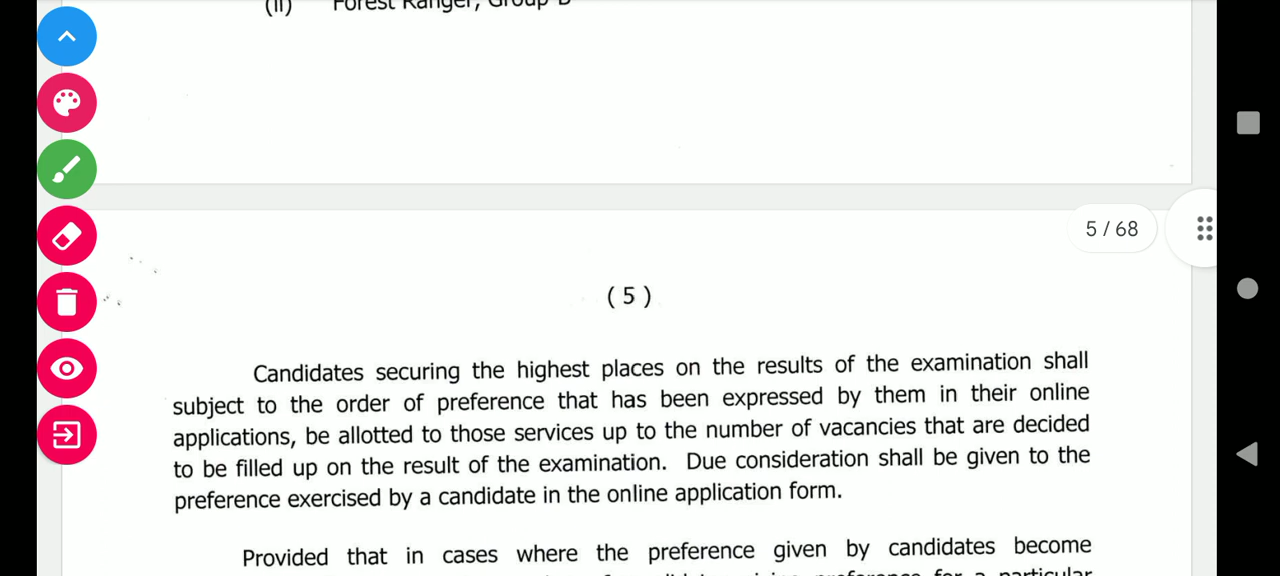 (ii) Forest Ranger, Group-B
5 / 68
( 5 )
Candidates securing the highest places on the results of the examination shall
subject to the order of preference that has been expressed by them in their online
applications, be allotted to those services up to the number of vacancies that are decided
to be filled up on the result of the examination. Due consideration shall be given to the
preference exercised by a candidate in the online application form.
Provided that in cases where the preference given by candidates become
preference for a particular